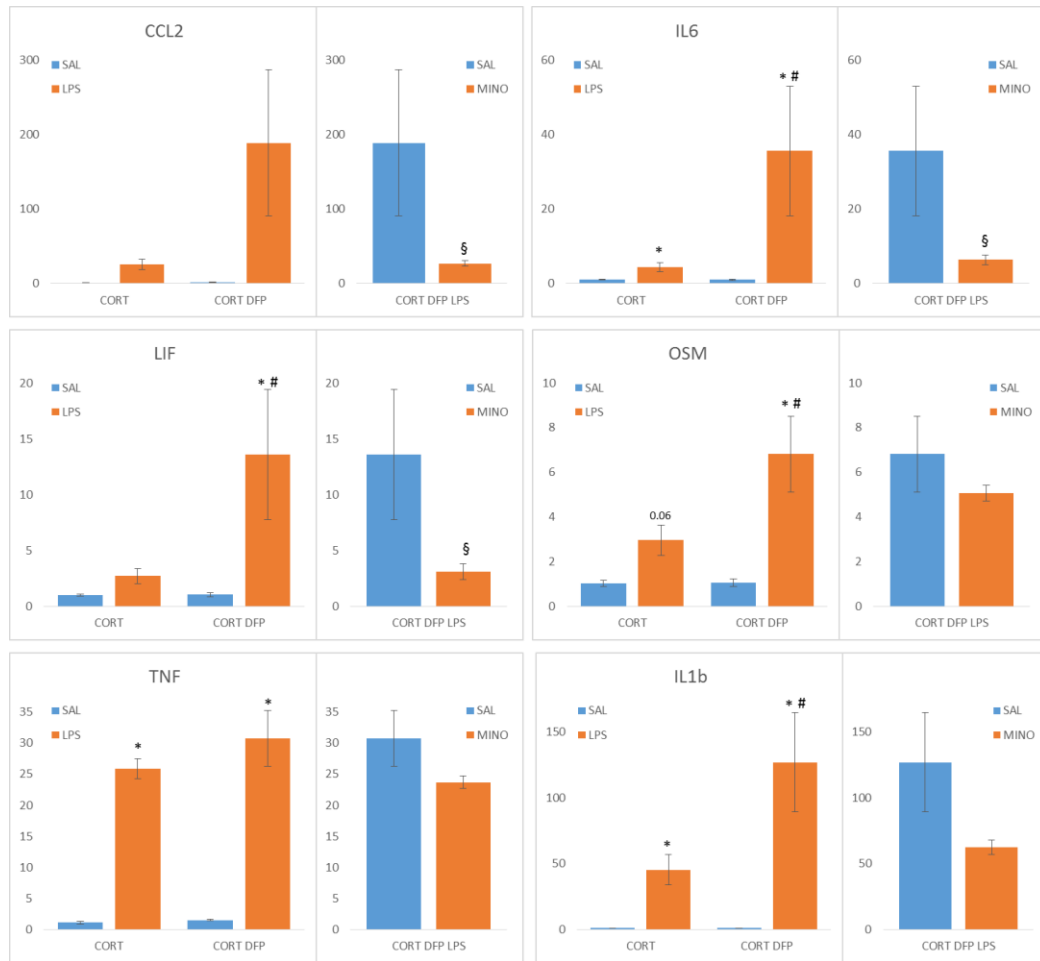 CCL2
300
200
100
0
SAL
LPS
CORT
CORT DFP
300
200
100
0
SAL
MINO
§
CORT DFP LPS
IL6
60
40
20
0
SAL
LPS
*
* #
CORT
CORT DFP
60
40
20
0
SAL
MINO
§
CORT DFP LPS
LIF
20
15
10
5
0
SAL
LPS
* #
CORT
CORT DFP
20
15
10
5
0
SAL
MINO
§
CORT DFP LPS
OSM
10
8
6
4
2
0
SAL
LPS
0.06
* #
CORT
CORT DFP
10
8
6
4
2
0
SAL
MINO
CORT DFP LPS
TNF
35
30
25
20
15
10
5
0
SAL
LPS
*
*
CORT
CORT DFP
35
30
25
20
15
10
5
0
SAL
MINO
CORT DFP LPS
IL1b
150
100
50
0
SAL
LPS
*
* #
CORT
CORT DFP
150
100
50
0
SAL
MINO
CORT DFP LPS